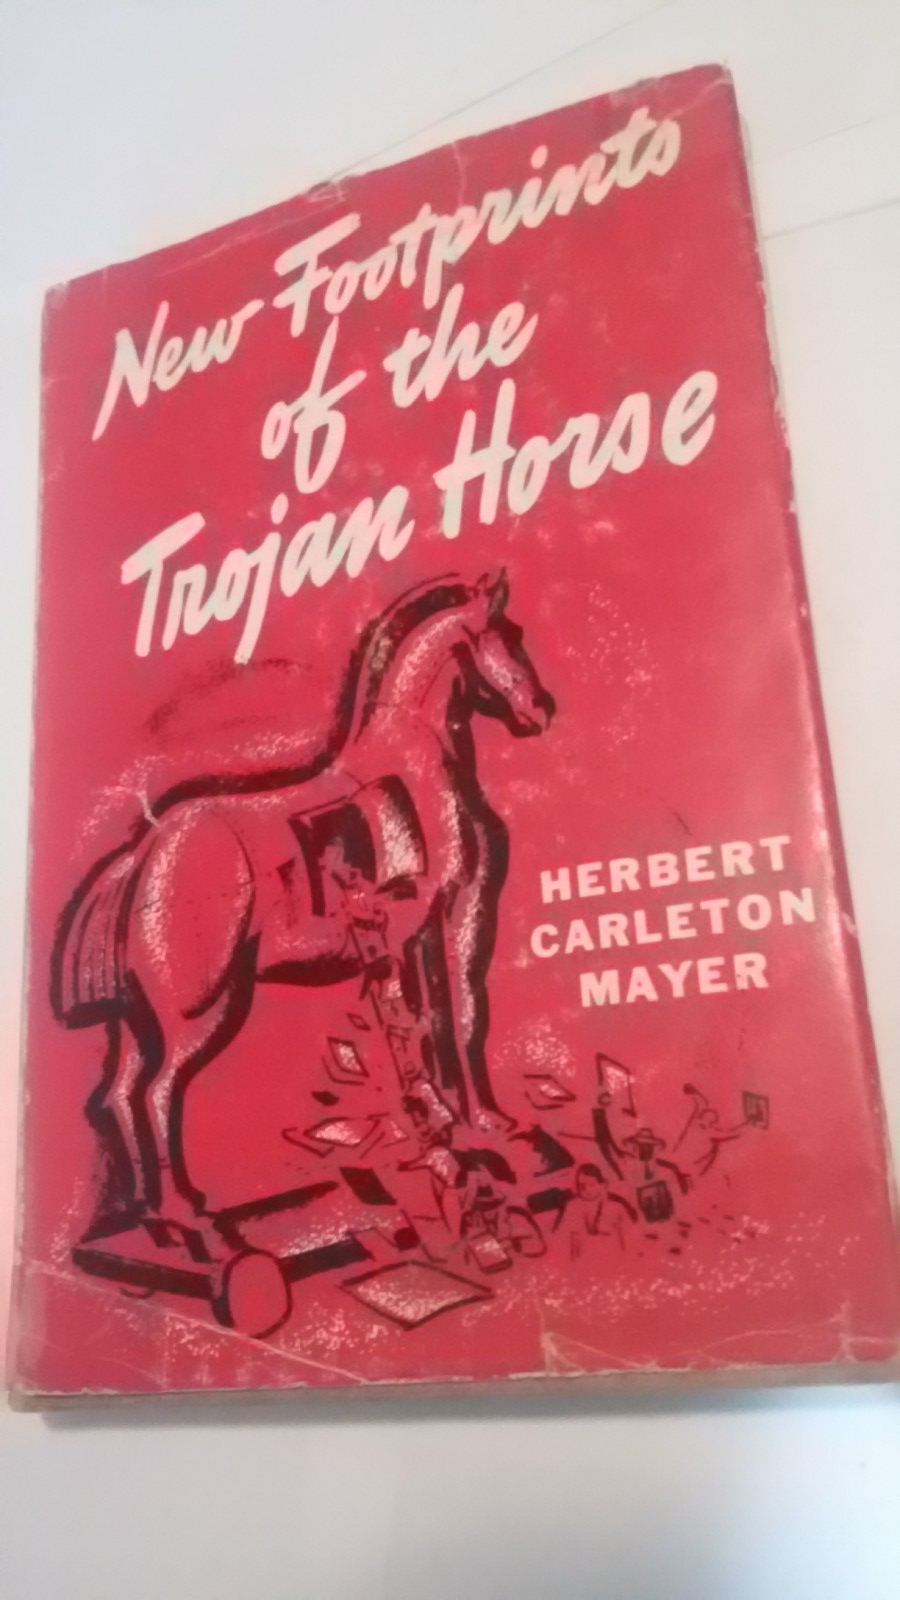 New Footprints
of the
Trojan Horse
HERBERT
CARLETON
MAYER